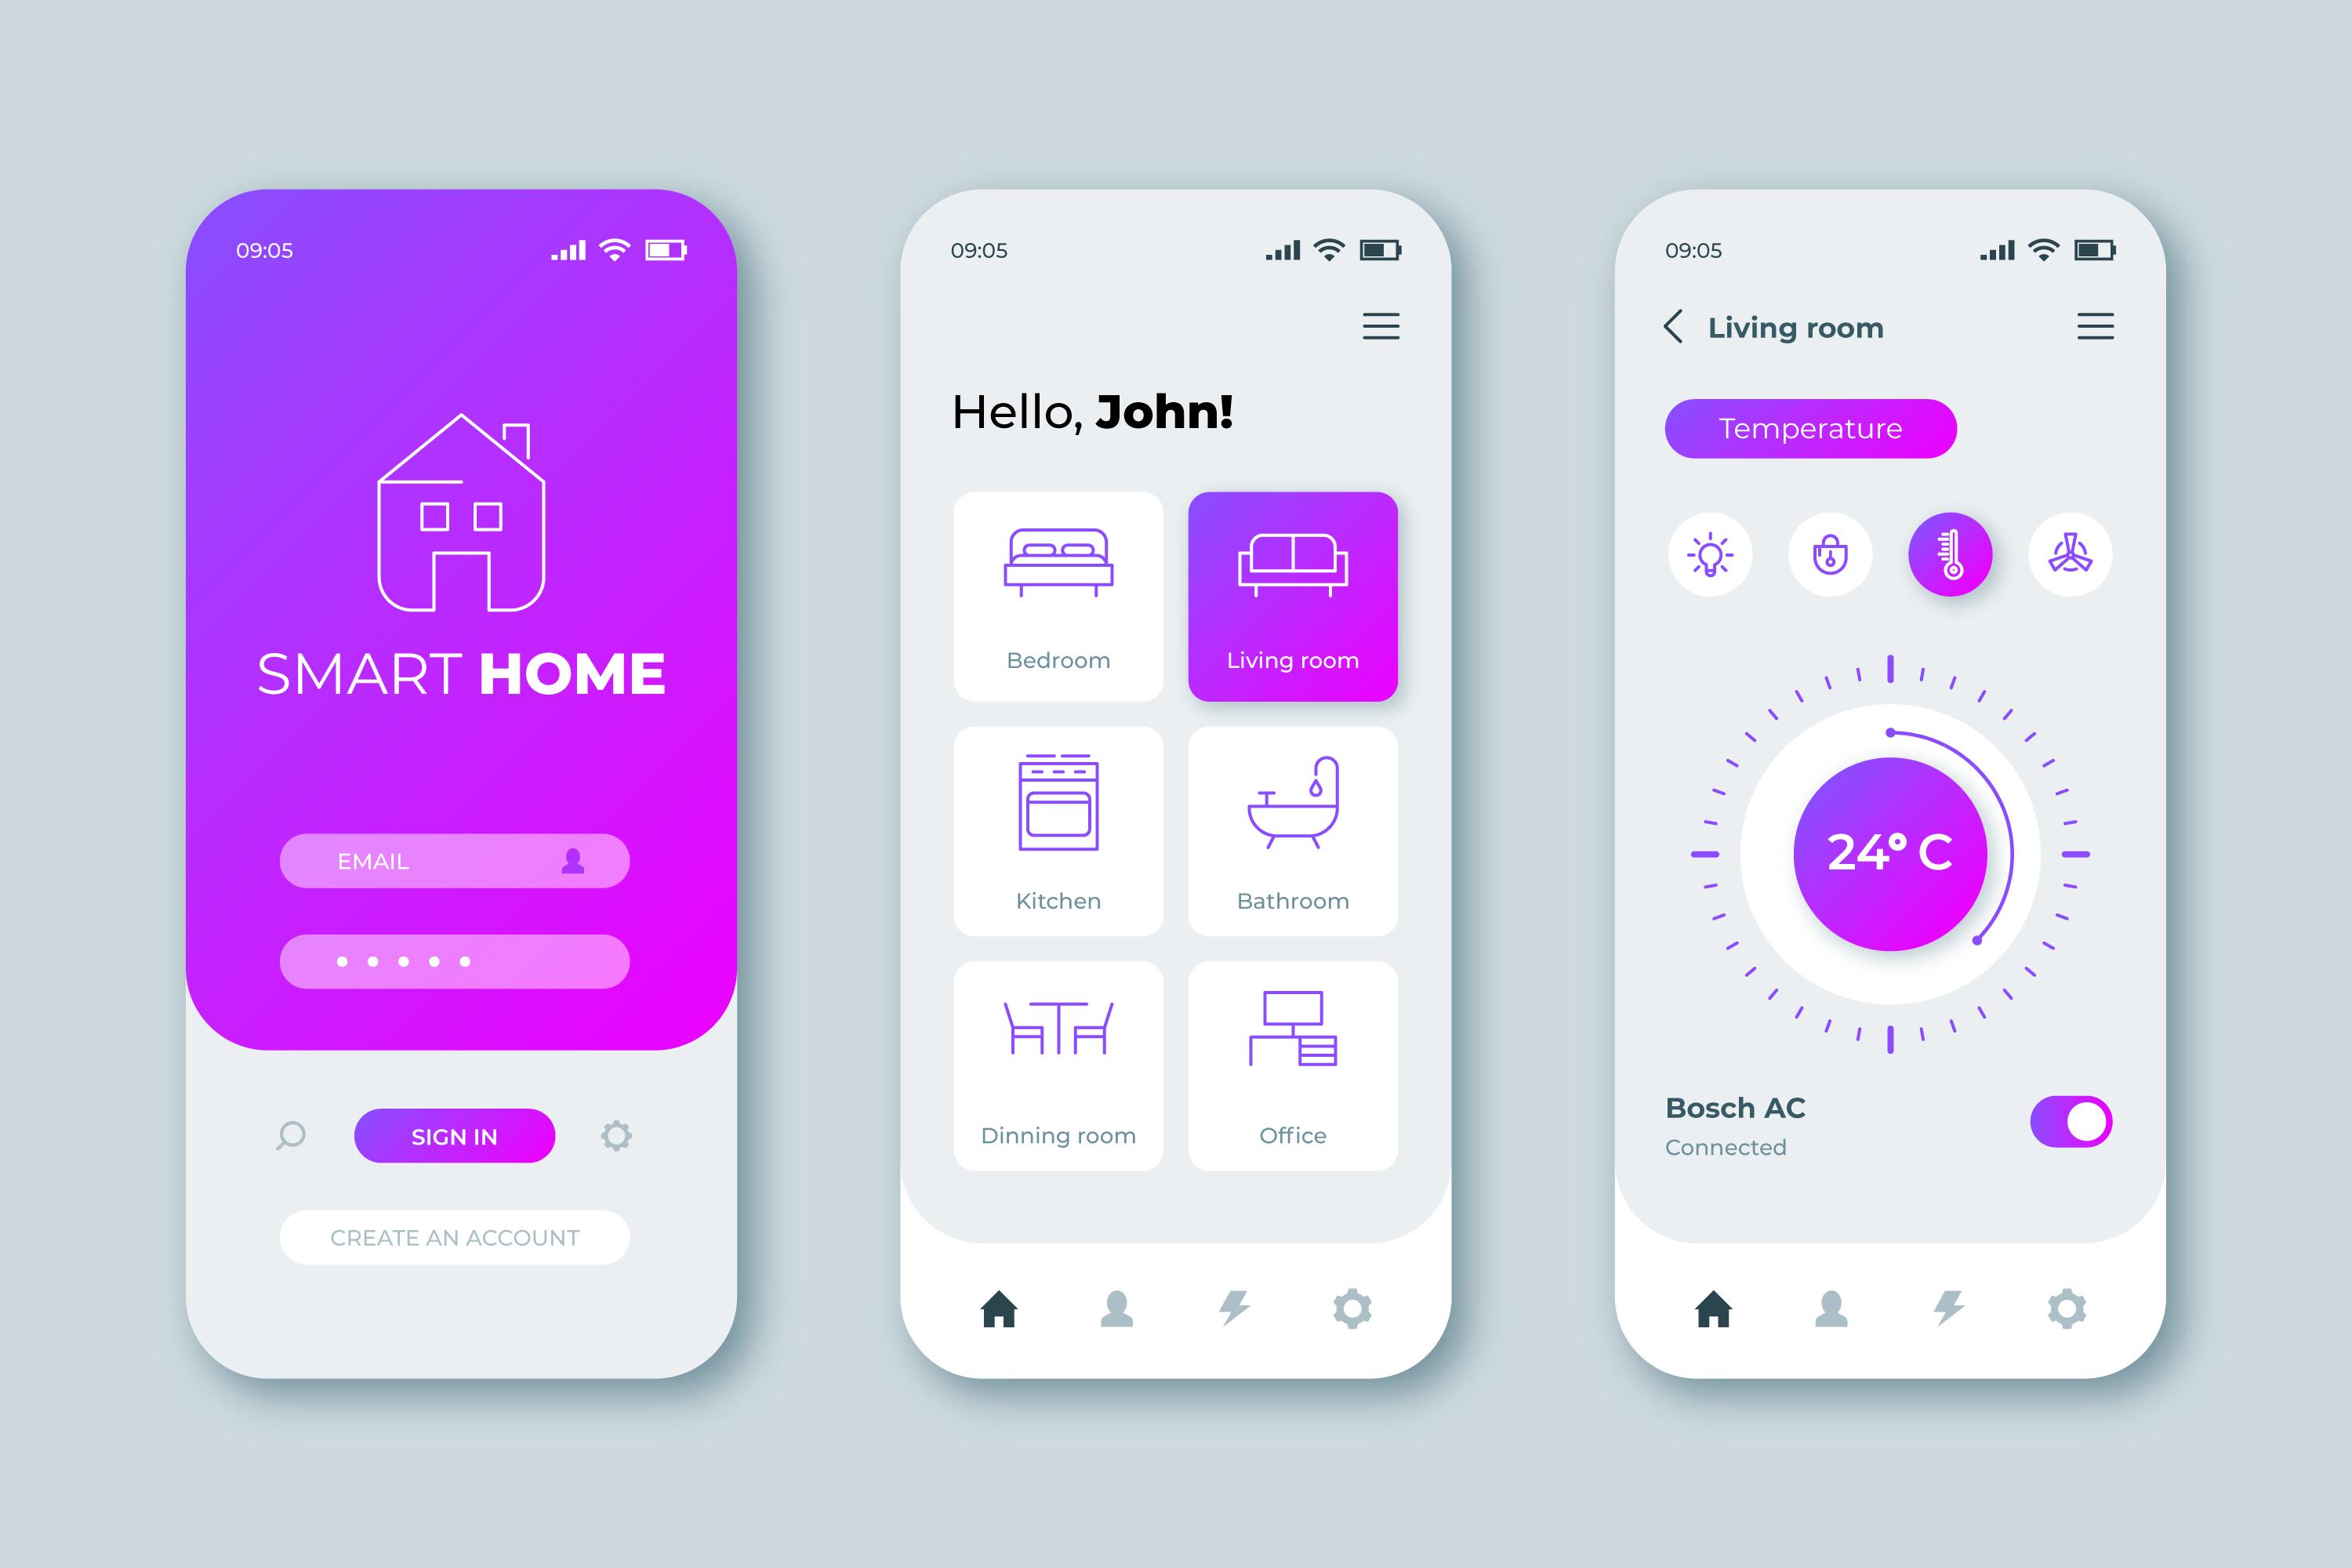 09:05
SMART HOME
EMAIL
SIGN IN
CREATE AN ACCOUNT
09:05
Hello, John!
Bedroom
Living room
Kitchen
Bathroom
Dinning room
Office
09:05
Living room
Temperature
24° C
Bosch AC
Connected